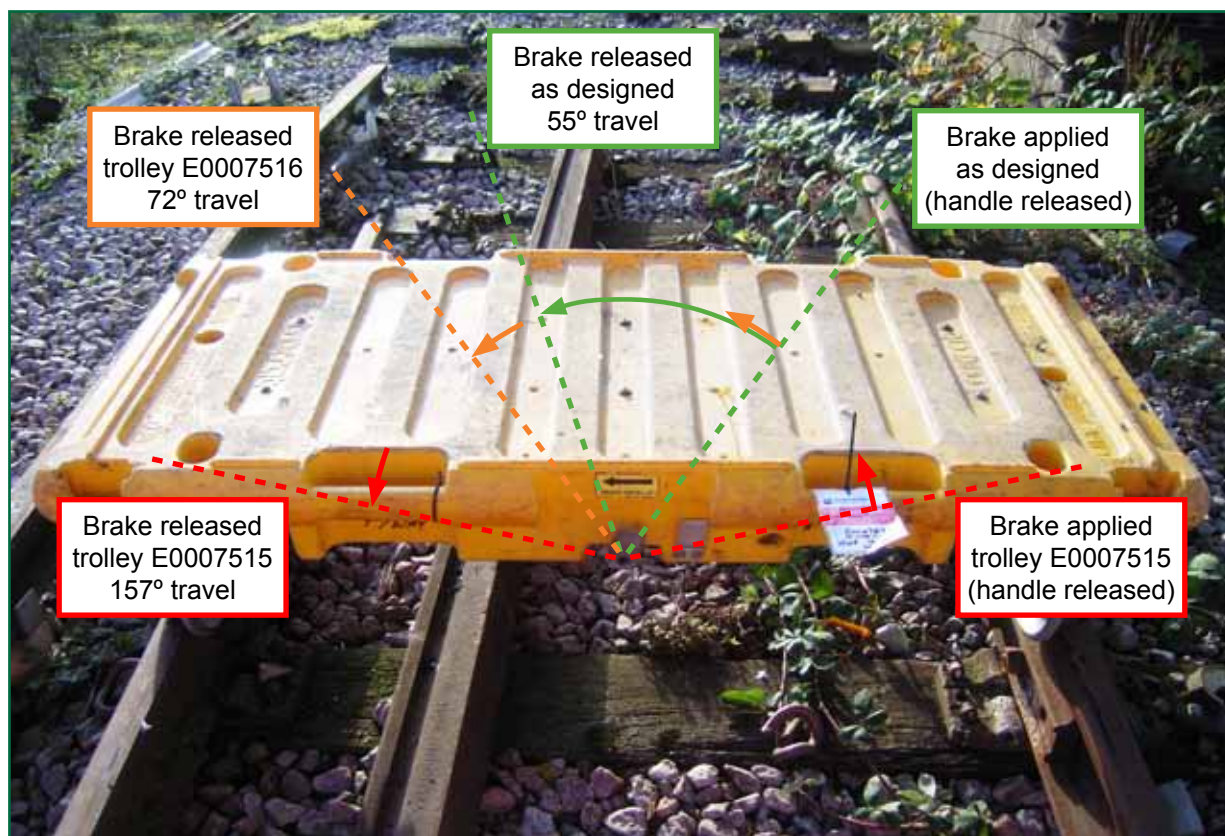 Brake released
as designed
55º travel
Brake released
trolley E0007516
72º travel
Brake applied
as designed
(handle released)
Brake released
trolley E0007515
157º travel
Brake applied
trolley E0007515
(handle released)